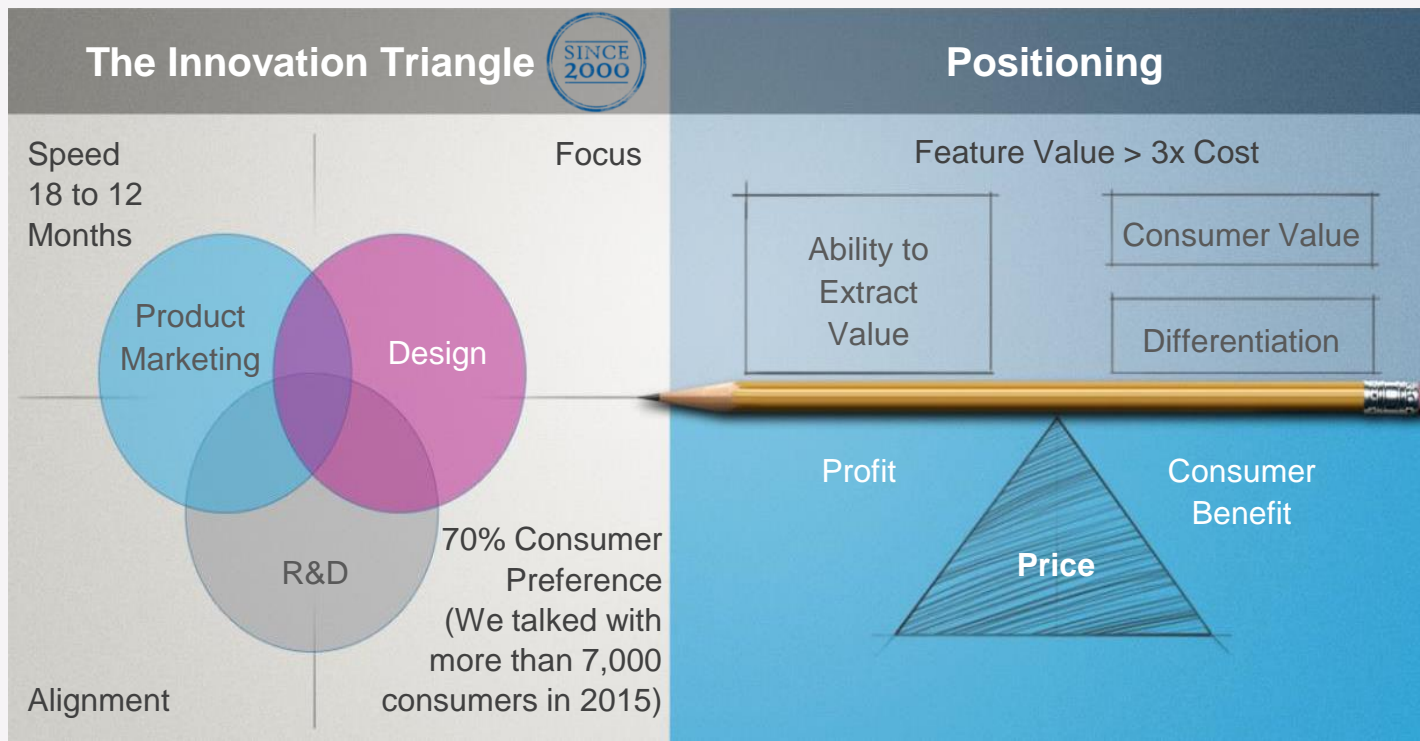 The Innovation Triangle
SINCE
2000
Positioning
Speed
18 to 12
Months
Focus
Product
Marketing
Design
R&D
70% Consumer
Preference
(We talked with
more than 7,000
consumers in 2015)
Alignment
Feature Value > 3x Cost
Ability to
Extract
Value
Consumer Value
Differentiation
Profit
Consumer
Benefit
Price